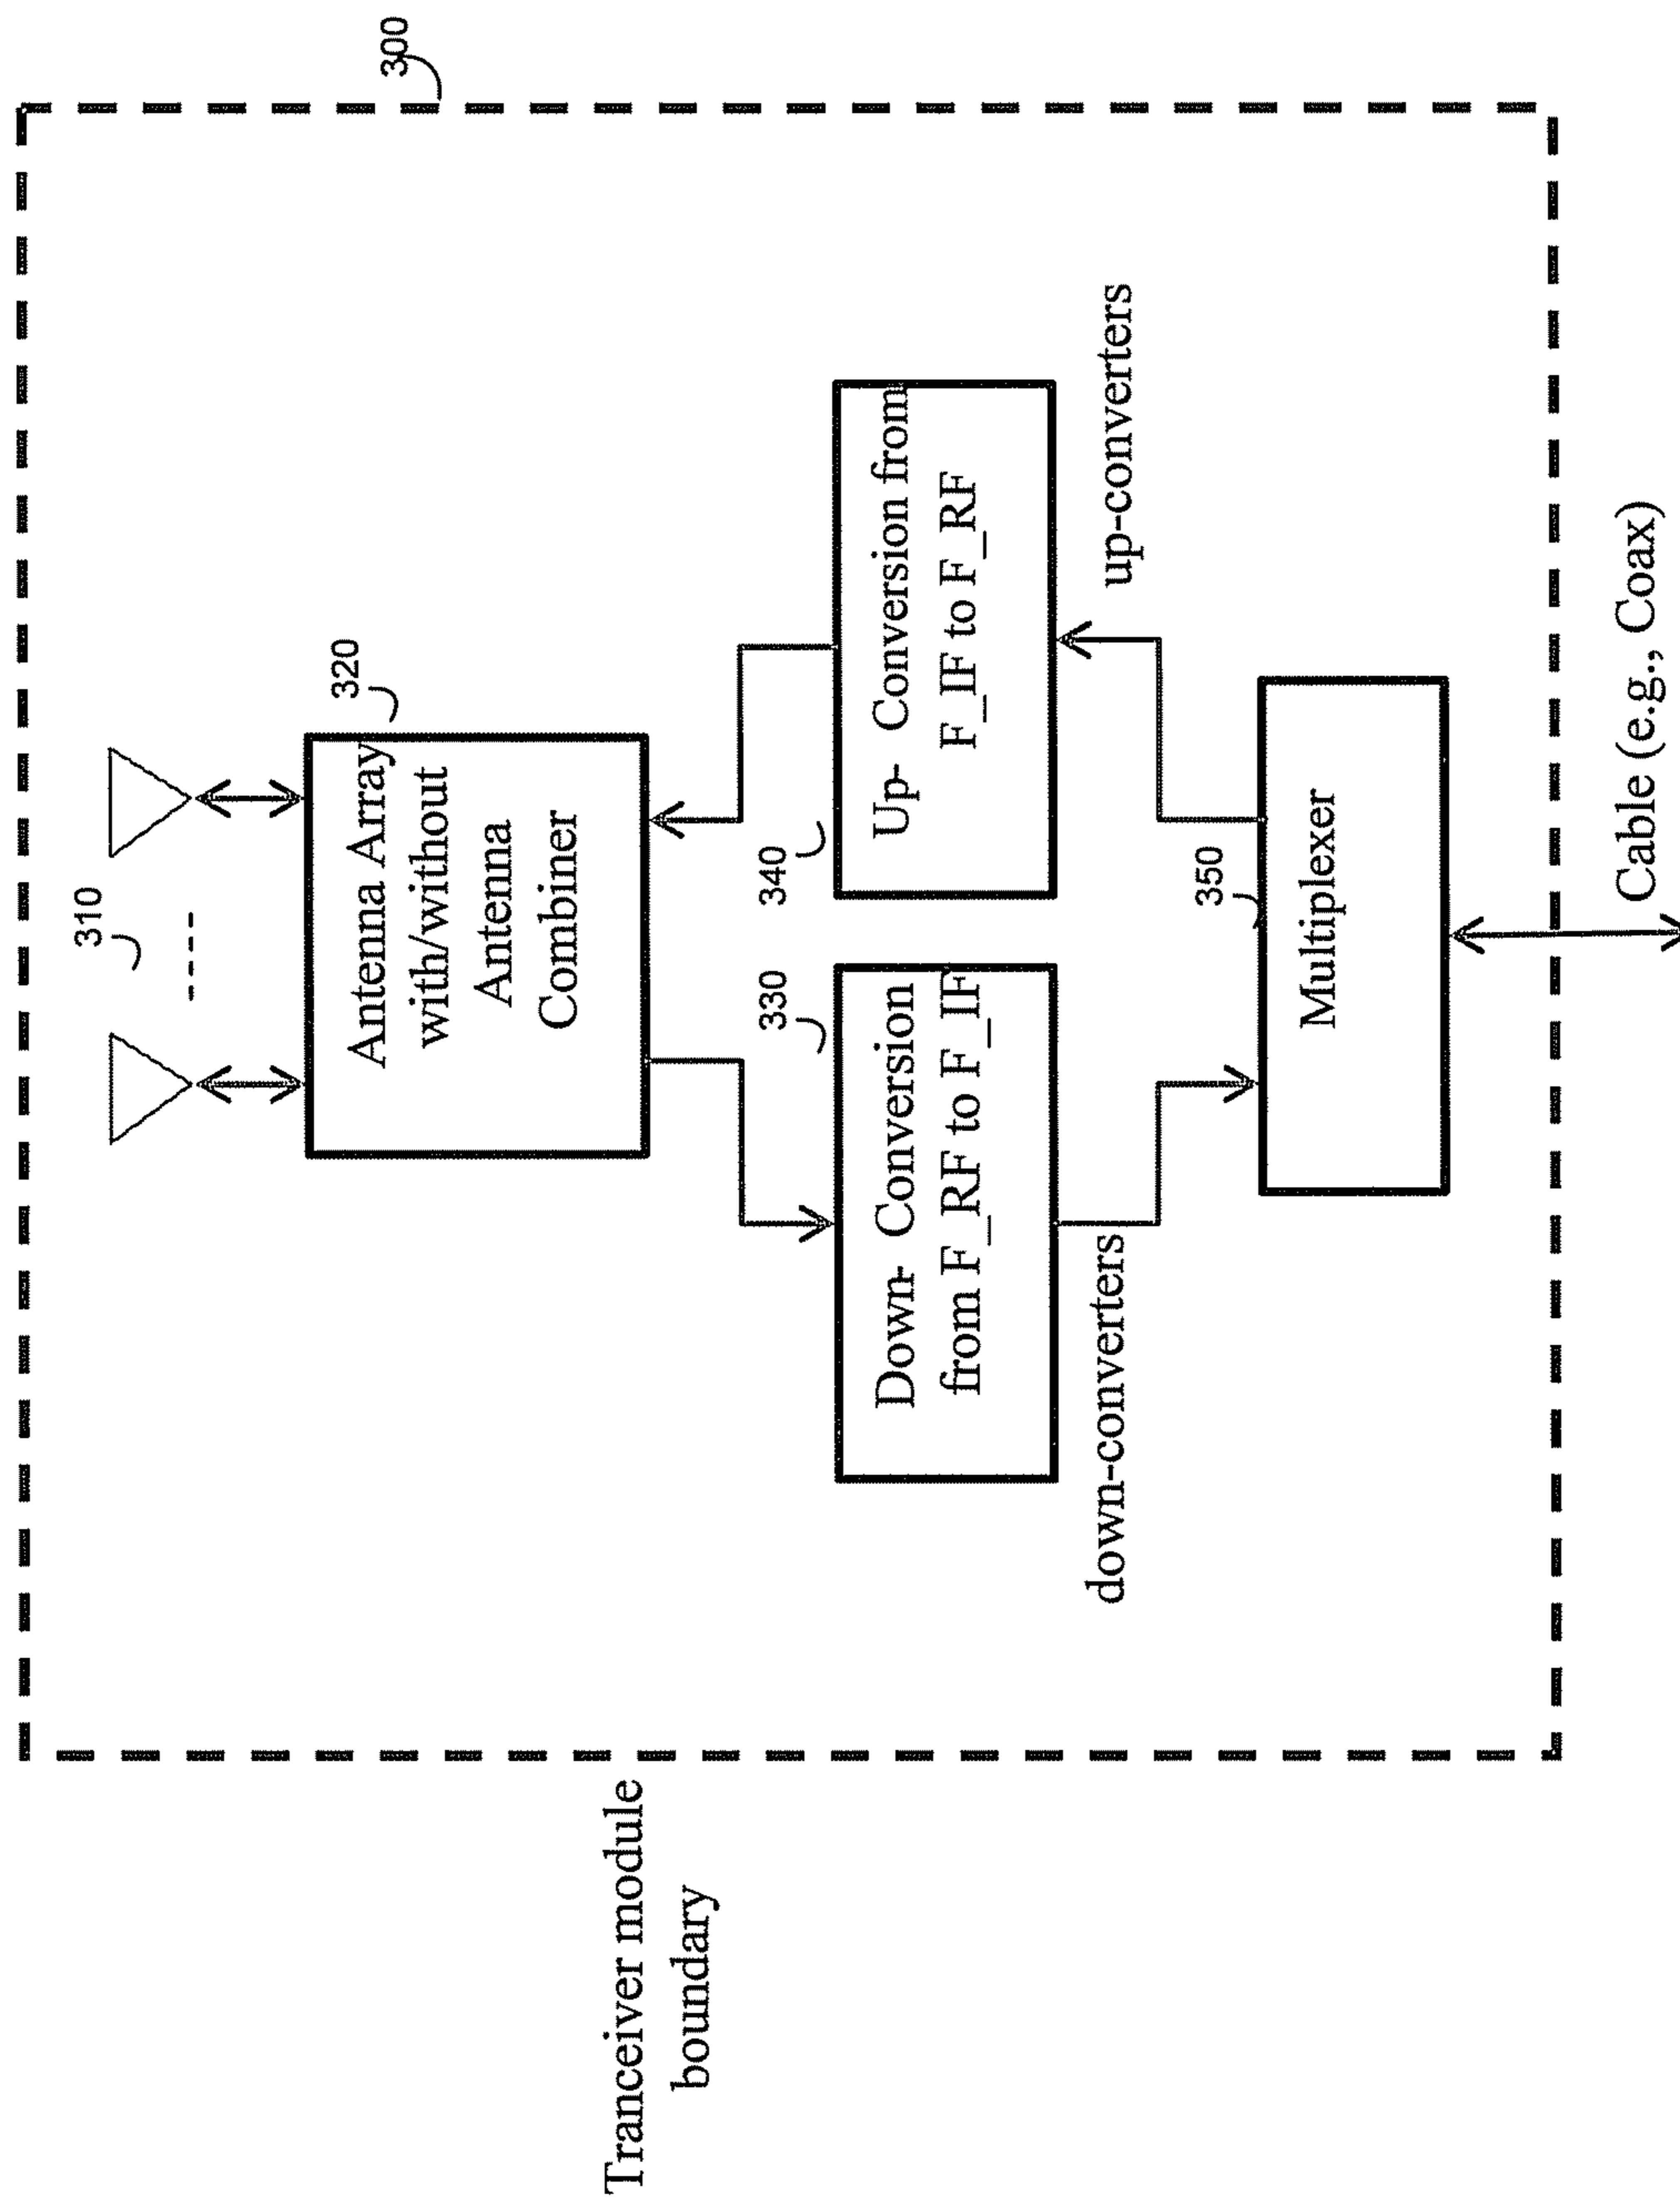 300
310
320
Antenna Array
with/without
Antenna
Combiner
330
Down- Conversion
from F_RF to F_IF
340
Up- Conversion from
F_IF to F_RF
down-converters
up-converters
350
Multiplexer
Cable (e.g., Coax)
Tranceiver module
boundary